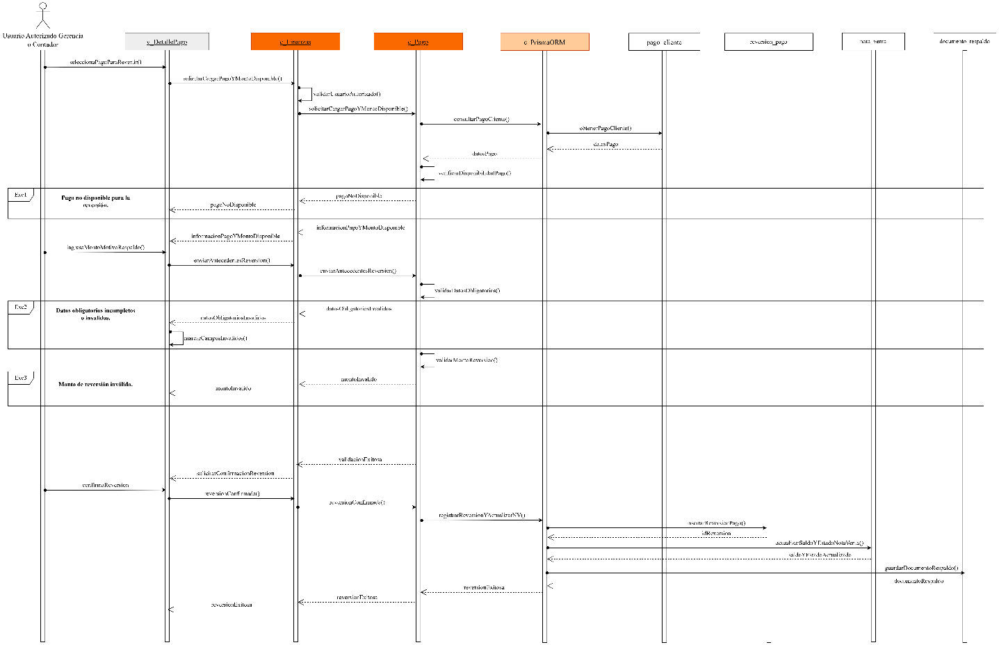 Usuario Autorizado Gerencia
o Contador
v_DetallePago
c_Finanzas
c_Pago
c_PrismaORM
pago_cliente
reversion_pago
nota_venta
documento_respaldo
seleccionaPagoParaRevertir()
solicitarCargarPagoYMontoDisponible()
validarUsuarioAutorizado()
solicitarCargarPagoYMontoDisponible()
consultarPagoCliente()
obtenerPagoCliente()
datosPago
datosPago
verificarDisponibilidadPago()
Exc1
Pago no disponible para la
reversión.
pagoNoDisponible
pagoNoDisponible
informacionPagoYMontoDisponible
informacionPagoYMontoDisponible
ingresaMontoMotivoRespaldo()
enviarAntecedentesReversion()
enviarAntecedentesReversion()
validarDatosObligatorios()
Exc2
Datos obligatorios incompletos
o invalidos.
datosObligatoriosInvalidos
datosObligatoriosInvalidos
marcarCamposInvalidos()
validarMontoReversion()
Exc3
Monto de reversión inválido.
montoInvalido
montoInvalido
validacionExitosa
solicitarConfirmacionReversion
confirmaReversion
reversionConfirmada()
reversionConfirmada()
registrarReversionYActualizarNV()
insertarReversionPago()
idReversion
actualizarSaldoYEstadoNotaVenta()
saldoYEstadoActualizado
guardarDocumentoRespaldo()
documentoRespaldo
reversionExitosa
reversionExitosa
reversionExitosa